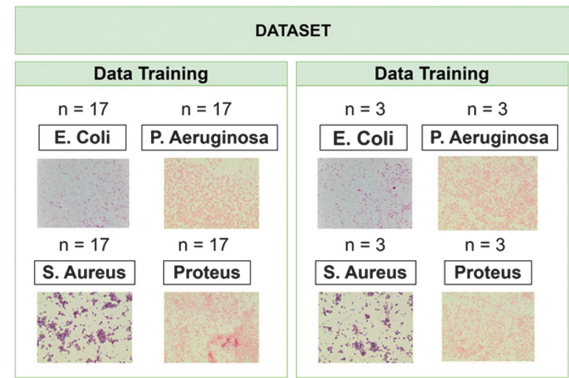 DATASET
Data Training
n = 17 n = 17
E. Coli P. Aeruginosa
n = 17 n = 17
S. Aureus Proteus
Data Training
n = 3 n = 3
E. Coli P. Aeruginosa
n = 3 n = 3
S. Aureus Proteus